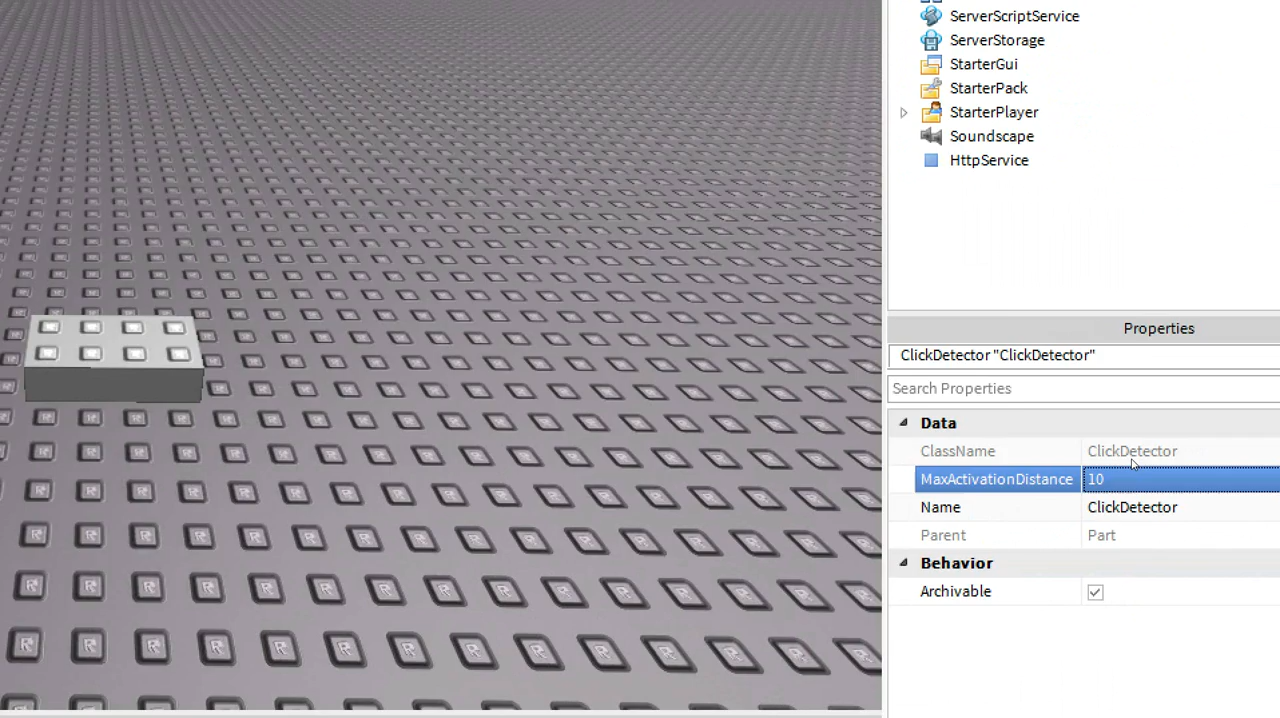 ServerScriptService
ServerStorage
StarterGui
StarterPack
StarterPlayer
Soundscape
HttpService
Properties
ClickDetector "ClickDetector"
Search Properties
Data
ClassName ClickDetector
MaxActivationDistance 10
Name ClickDetector
Parent Part
Behavior
Archivable